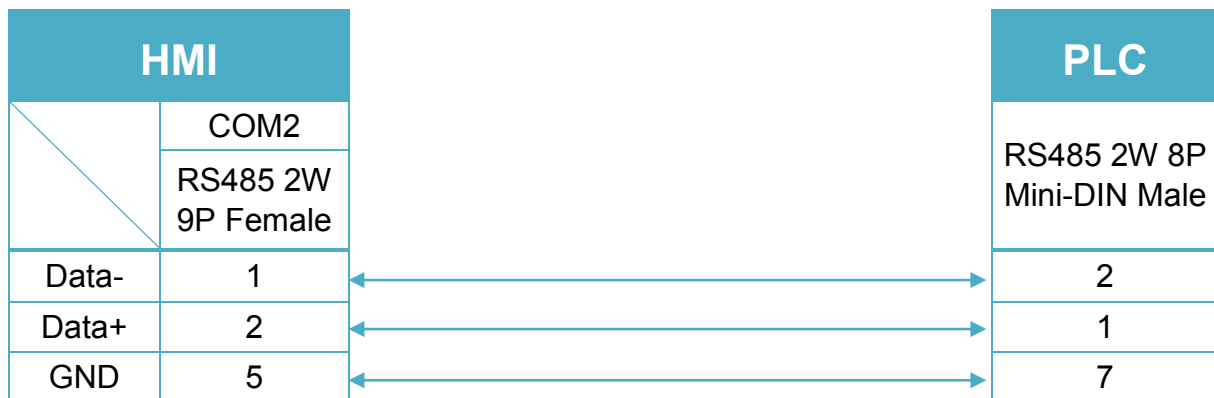 HMI
PLC
COM2
RS485 2W
9P Female
RS485 2W 8P
Mini-DIN Male
Data- 1 2
Data+ 2 1
GND 5 7